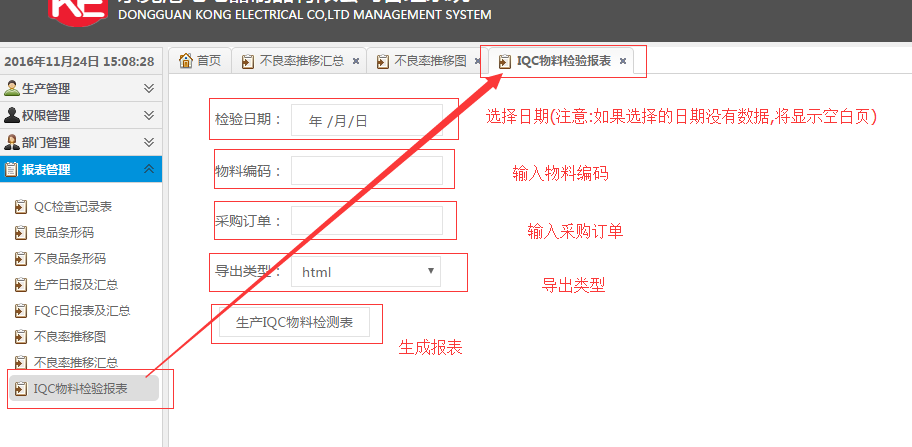 KE
DONGGUAN KONG ELECTRICAL CO,LTD MANAGEMENT SYSTEM
2016年11月24日 15:08:28
首页
不良率推移汇总
不良率推移图
IQC物料检验报表
生产管理
权限管理
部门管理
报表管理
QC检查记录表
良品条形码
不良品条形码
生产日报及汇总
FQC日报表及汇总
不良率推移图
不良率推移汇总
IQC物料检验报表
检验日期： 年 /月/日
选择日期(注意:如果选择的日期没有数据,将显示空白页)
物料编码：
输入物料编码
采购订单：
输入采购订单
导出类型： html
导出类型
生产IQC物料检测表
生成报表